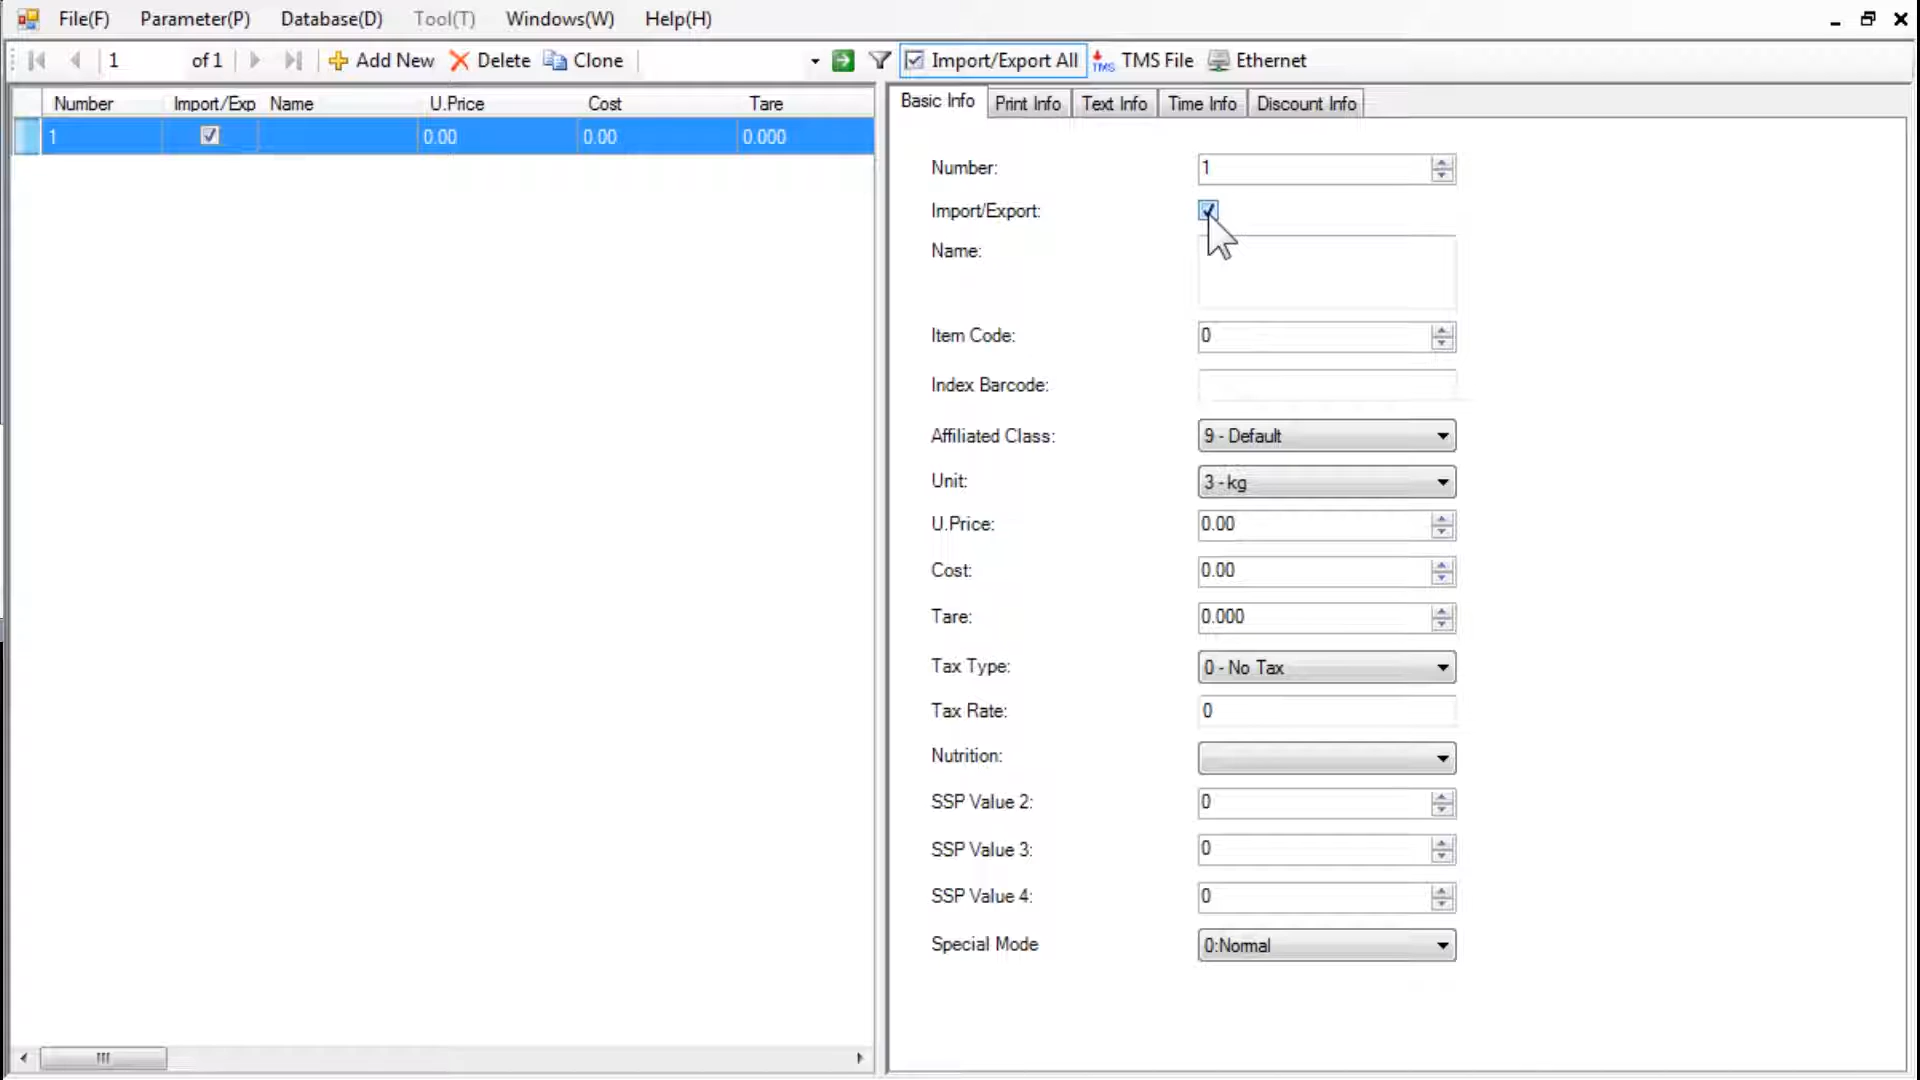 File(F) Parameter(P) Database(D) Tool(T) Windows(W) Help(H)
1 of 1 Add New Delete Clone Import/Export All TMS TMS File Ethernet
Number Import/Exp Name U.Price Cost Tare
1 0.00 0.00 0.000
Basic Info Print Info Text Info Time Info Discount Info
Number: 1
Import/Export:
Name:
Item Code: 0
Index Barcode:
Affiliated Class: 9 - Default
Unit: 3 - kg
U.Price: 0.00
Cost: 0.00
Tare: 0.000
Tax Type: 0 - No Tax
Tax Rate: 0
Nutrition:
SSP Value 2: 0
SSP Value 3: 0
SSP Value 4: 0
Special Mode 0:Normal